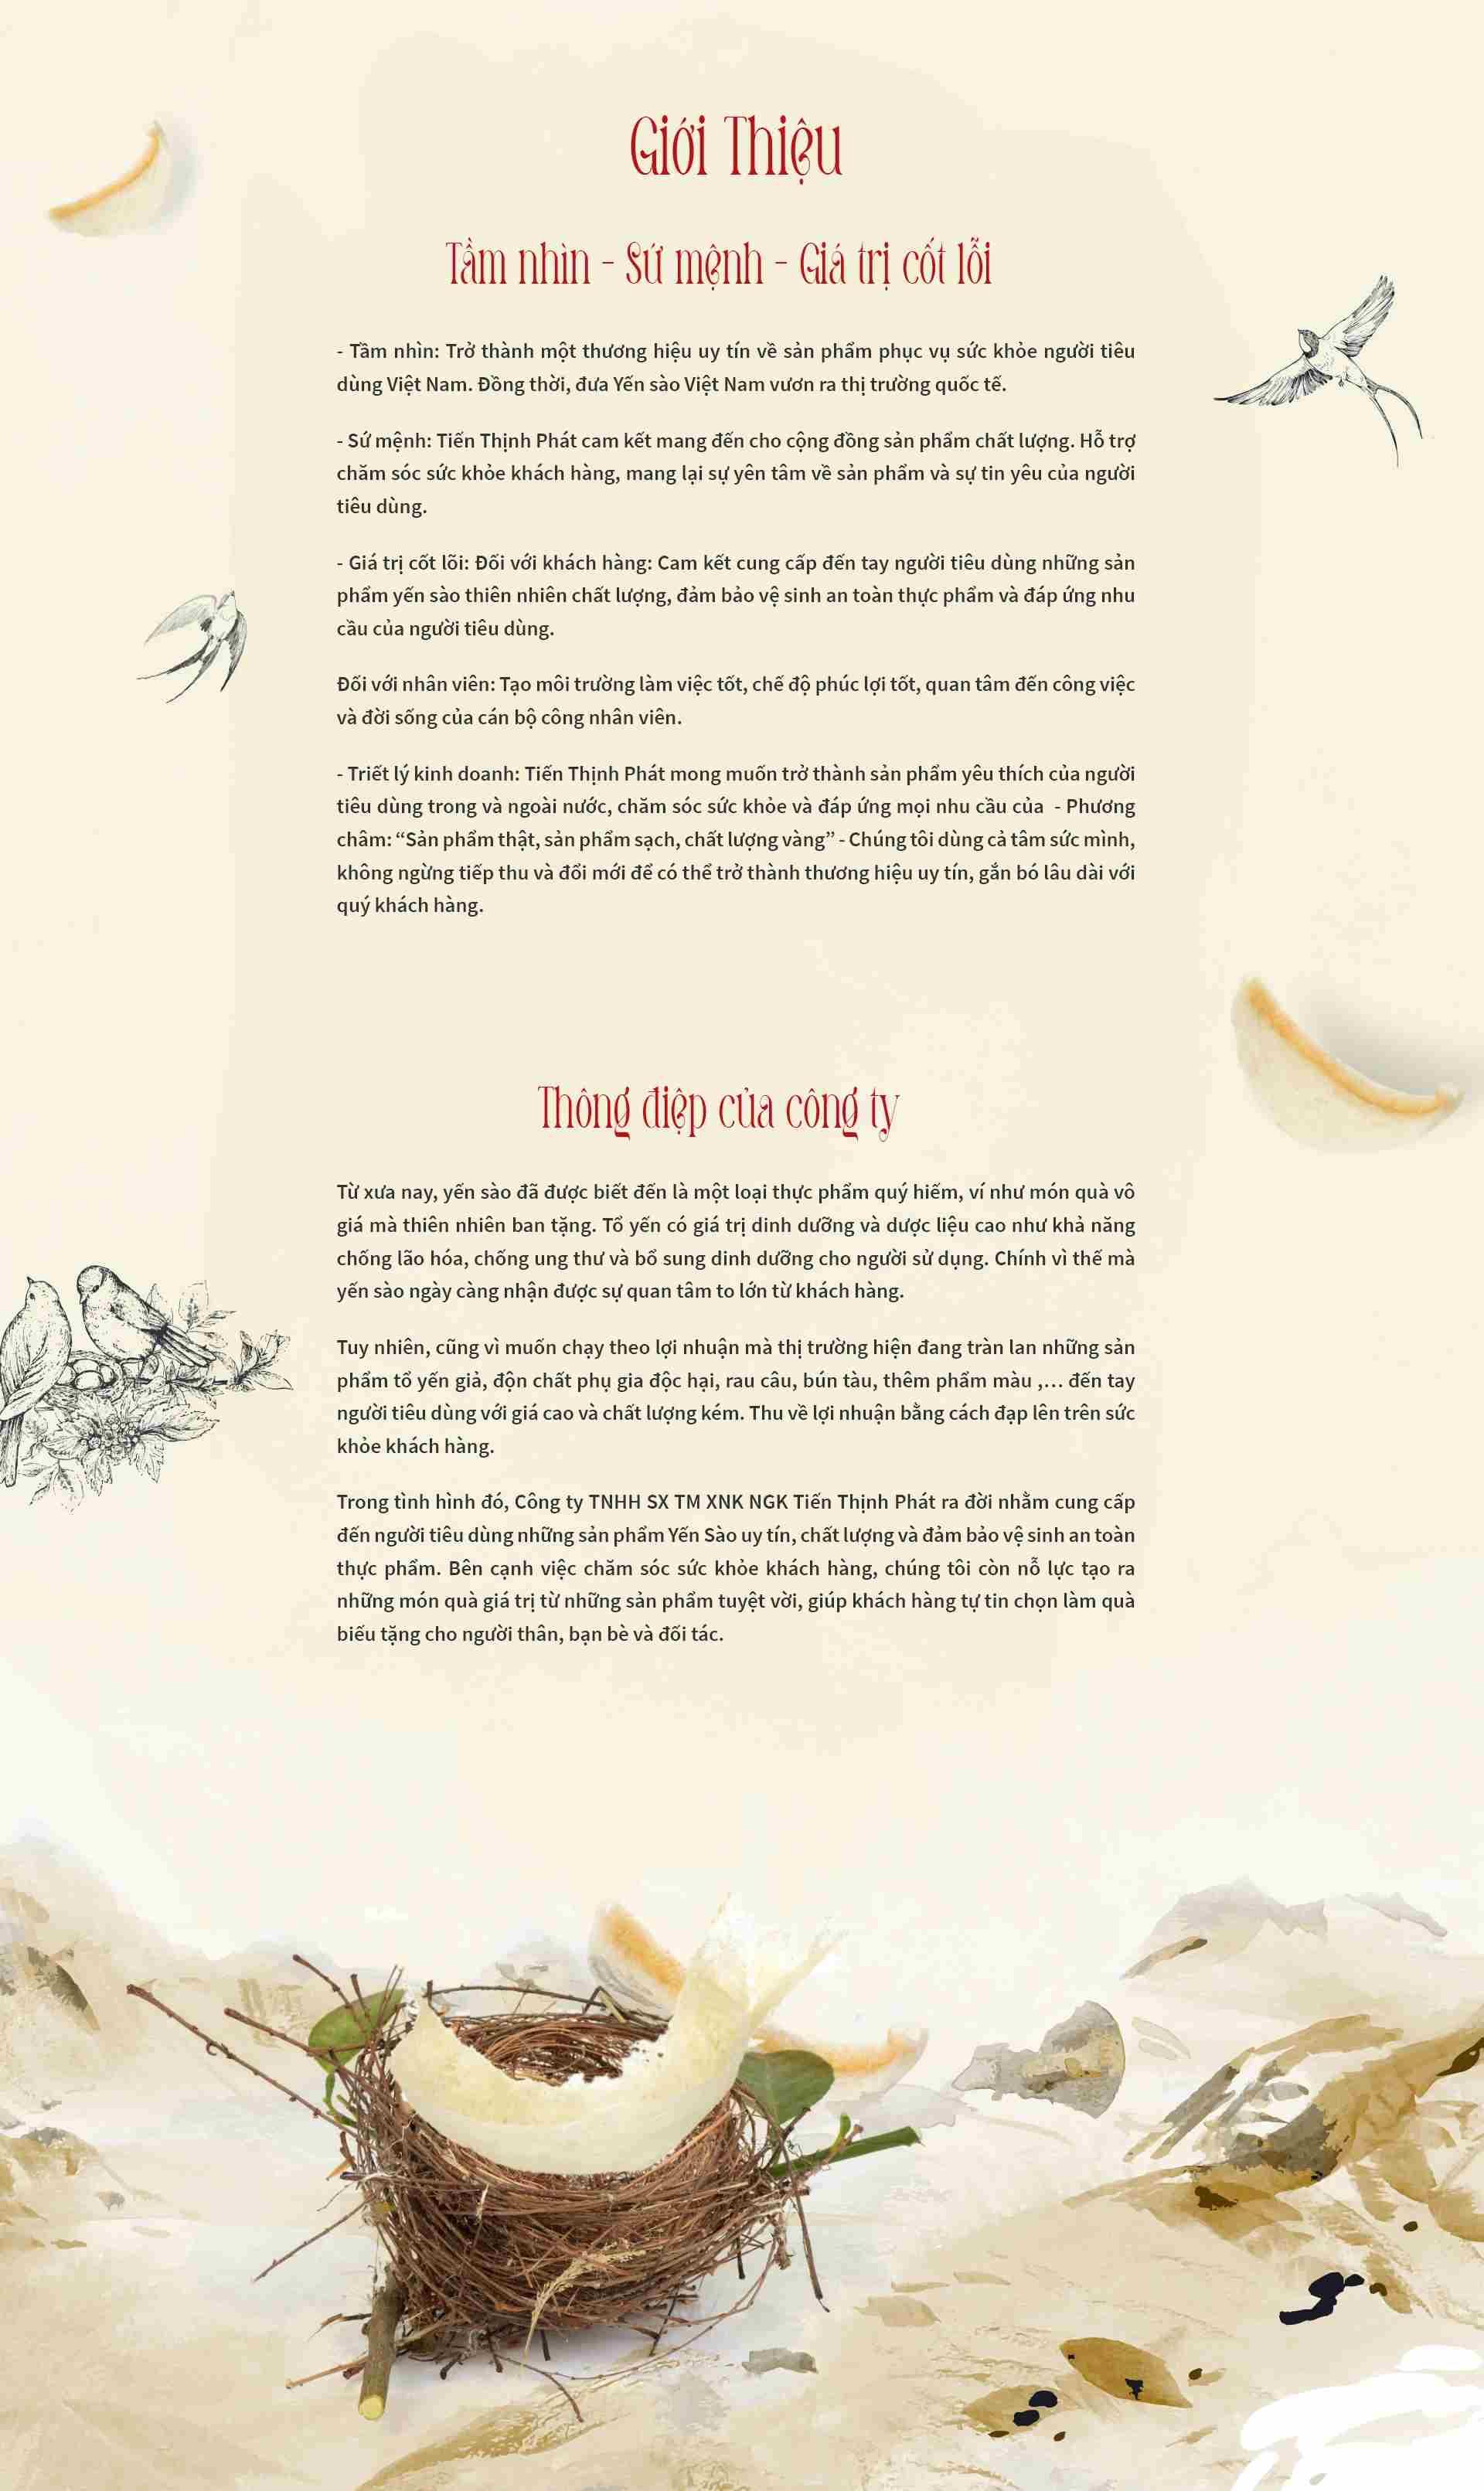 Giới Thiệu
Tầm nhìn - Sứ mệnh - Giá trị cốt lỗi
- Tầm nhìn: Trở thành một thương hiệu uy tín về sản phẩm phục vụ sức khỏe người tiêu
dùng Việt Nam. Đồng thời, đưa Yến sào Việt Nam vươn ra thị trường quốc tế.
- Sứ mệnh: Tiến Thịnh Phát cam kết mang đến cho cộng đồng sản phẩm chất lượng. Hỗ trợ
chăm sóc sức khỏe khách hàng, mang lại sự yên tâm về sản phẩm và sự tin yêu của người
tiêu dùng.
- Giá trị cốt lõi: Đối với khách hàng: Cam kết cung cấp đến tay người tiêu dùng những sản
phẩm yến sào thiên nhiên chất lượng, đảm bảo vệ sinh an toàn thực phẩm và đáp ứng nhu
cầu của người tiêu dùng.
Đối với nhân viên: Tạo môi trường làm việc tốt, chế độ phúc lợi tốt, quan tâm đến công việc
và đời sống của cán bộ công nhân viên.
- Triết lý kinh doanh: Tiến Thịnh Phát mong muốn trở thành sản phẩm yêu thích của người
tiêu dùng trong và ngoài nước, chăm sóc sức khỏe và đáp ứng mọi nhu cầu của  - Phương
châm: “Sản phẩm thật, sản phẩm sạch, chất lượng vàng” - Chúng tôi dùng cả tâm sức mình,
không ngừng tiếp thu và đổi mới để có thể trở thành thương hiệu uy tín, gắn bó lâu dài với
quý khách hàng.
Thông điệp của công ty
Từ xưa nay, yến sào đã được biết đến là một loại thực phẩm quý hiếm, ví như món quà vô
giá mà thiên nhiên ban tặng. Tổ yến có giá trị dinh dưỡng và dược liệu cao như khả năng
chống lão hóa, chống ung thư và bổ sung dinh dưỡng cho người sử dụng. Chính vì thế mà
yến sào ngày càng nhận được sự quan tâm to lớn từ khách hàng.
Tuy nhiên, cũng vì muốn chạy theo lợi nhuận mà thị trường hiện đang tràn lan những sản
phẩm tổ yến giả, độn chất phụ gia độc hại, rau câu, bún tàu, thêm phẩm màu ,… đến tay
người tiêu dùng với giá cao và chất lượng kém. Thu về lợi nhuận bằng cách đạp lên trên sức
khỏe khách hàng.
Trong tình hình đó, Công ty TNHH SX TM XNK NGK Tiến Thịnh Phát ra đời nhằm cung cấp
đến người tiêu dùng những sản phẩm Yến Sào uy tín, chất lượng và đảm bảo vệ sinh an toàn
thực phẩm. Bên cạnh việc chăm sóc sức khỏe khách hàng, chúng tôi còn nỗ lực tạo ra
những món quà giá trị từ những sản phẩm tuyệt vời, giúp khách hàng tự tin chọn làm quà
biếu tặng cho người thân, bạn bè và đối tác.